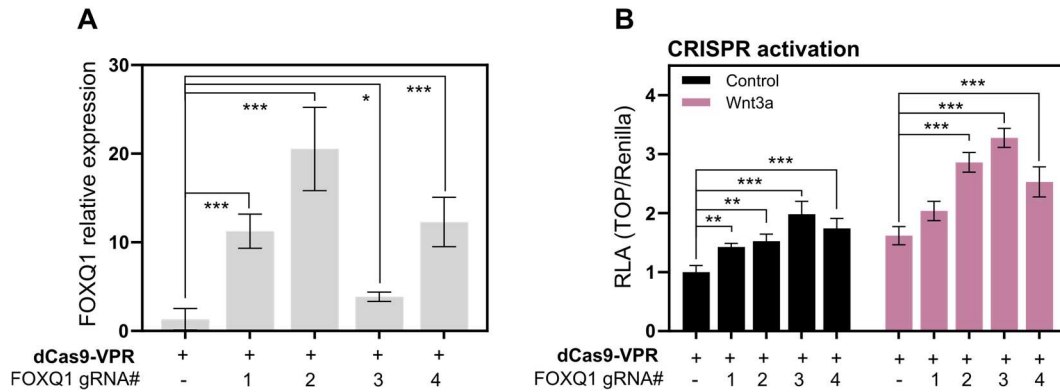 A
FOXQ1 relative expression
30
20
10
0
***
***
*
***
dCas9-VPR + + + + +
FOXQ1 gRNA# - 1 2 3 4
B
CRISPR activation
Control
Wnt3a
RLA (TOP/Renilla)
4
3
2
1
0
**
**
***
***
***
***
***
dCas9-VPR + + + + + + + + + +
FOXQ1 gRNA# - 1 2 3 4 - 1 2 3 4